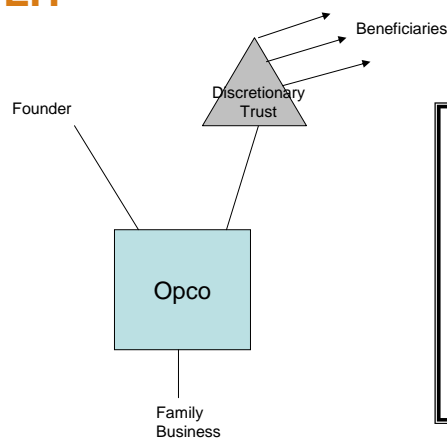 Beneficiaries
Discretionary
Trust
Founder
Opco
Family
Business